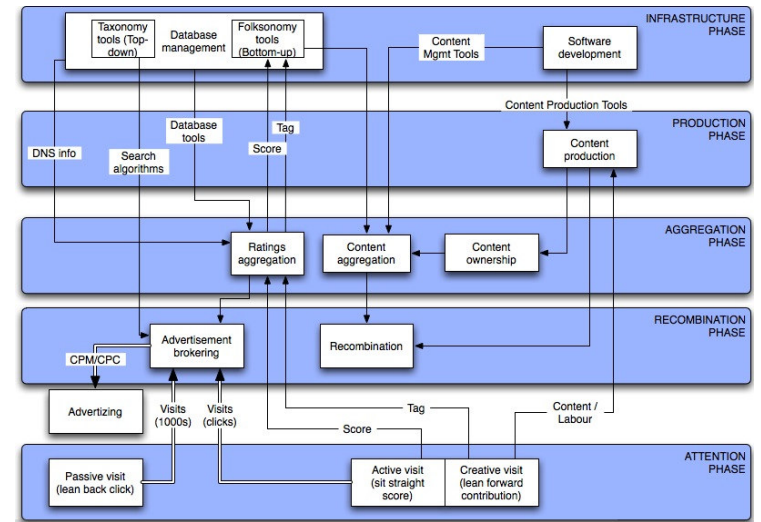 INFRASTRUCTURE
PHASE
Taxonomy
tools (Top-
down)
Database
management
Folksonomy
tools
(Bottom-up)
Content
Mgmt Tools
Software
development
Content Production Tools
PRODUCTION
PHASE
DNS info
Search
algorithms
Database
tools
Tag
Score
Content
production
AGGREGATION
PHASE
Ratings
aggregation
Content
aggregation
Content
ownership
RECOMBINATION
PHASE
Advertisement
brokering
Recombination
CPM/CPC
Advertizing
Visits
(1000s)
Visits
(clicks)
Tag
Score
Content /
Labour
ATTENTION
PHASE
Passive visit
(lean back click)
Active visit
(sit straight
score)
Creative visit
(lean forward
contribution)